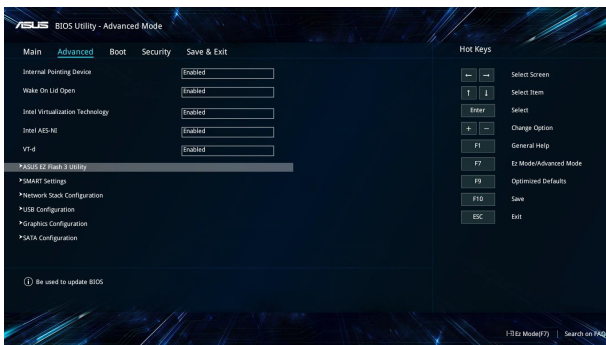 ASUS BIOS Utility - Advanced Mode
Main Advanced Boot Security Save & Exit
Internal Pointing Device Enabled
Wake On Lid Open Enabled
Intel Virtualization Technology Enabled
Intel AES-NI Enabled
VT-d Enabled
>ASUS EZ Flash 3 Utility
>SMART Settings
>Network Stack Configuration
>USB Configuration
>Graphics Configuration
>SATA Configuration
i Be used to update BIOS
Hot Keys
← → Select Screen
↑ ↓ Select Item
Enter Select
+ − Change Option
F1 General Help
F7 Ez Mode/Advanced Mode
F9 Optimized Defaults
F10 Save
ESC Exit
Ez Mode(F7) | Search on FAQ